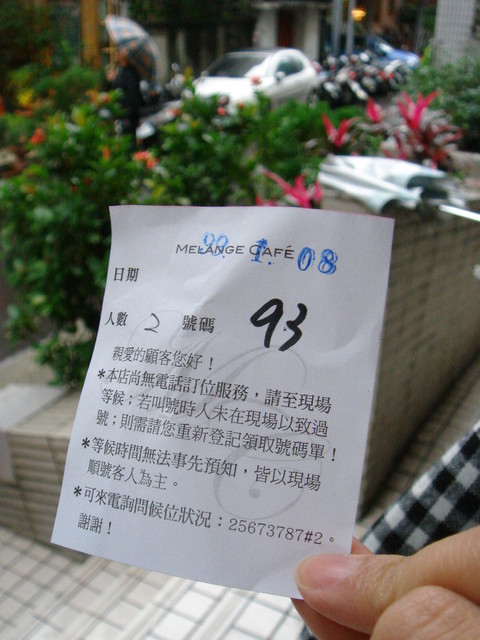 MELANGE CAFÉ
99. 1. 08
日期
人數 2 號碼 93
親愛的顧客您好！
*本店尚無電話訂位服務，請至現場
等候；若叫號時人未在現場以致過
號；則需請您重新登記領取號碼單！
*等候時間無法事先預知，皆以現場
順號客人為主。
*可來電詢問候位狀況：25673787#2。
謝謝！